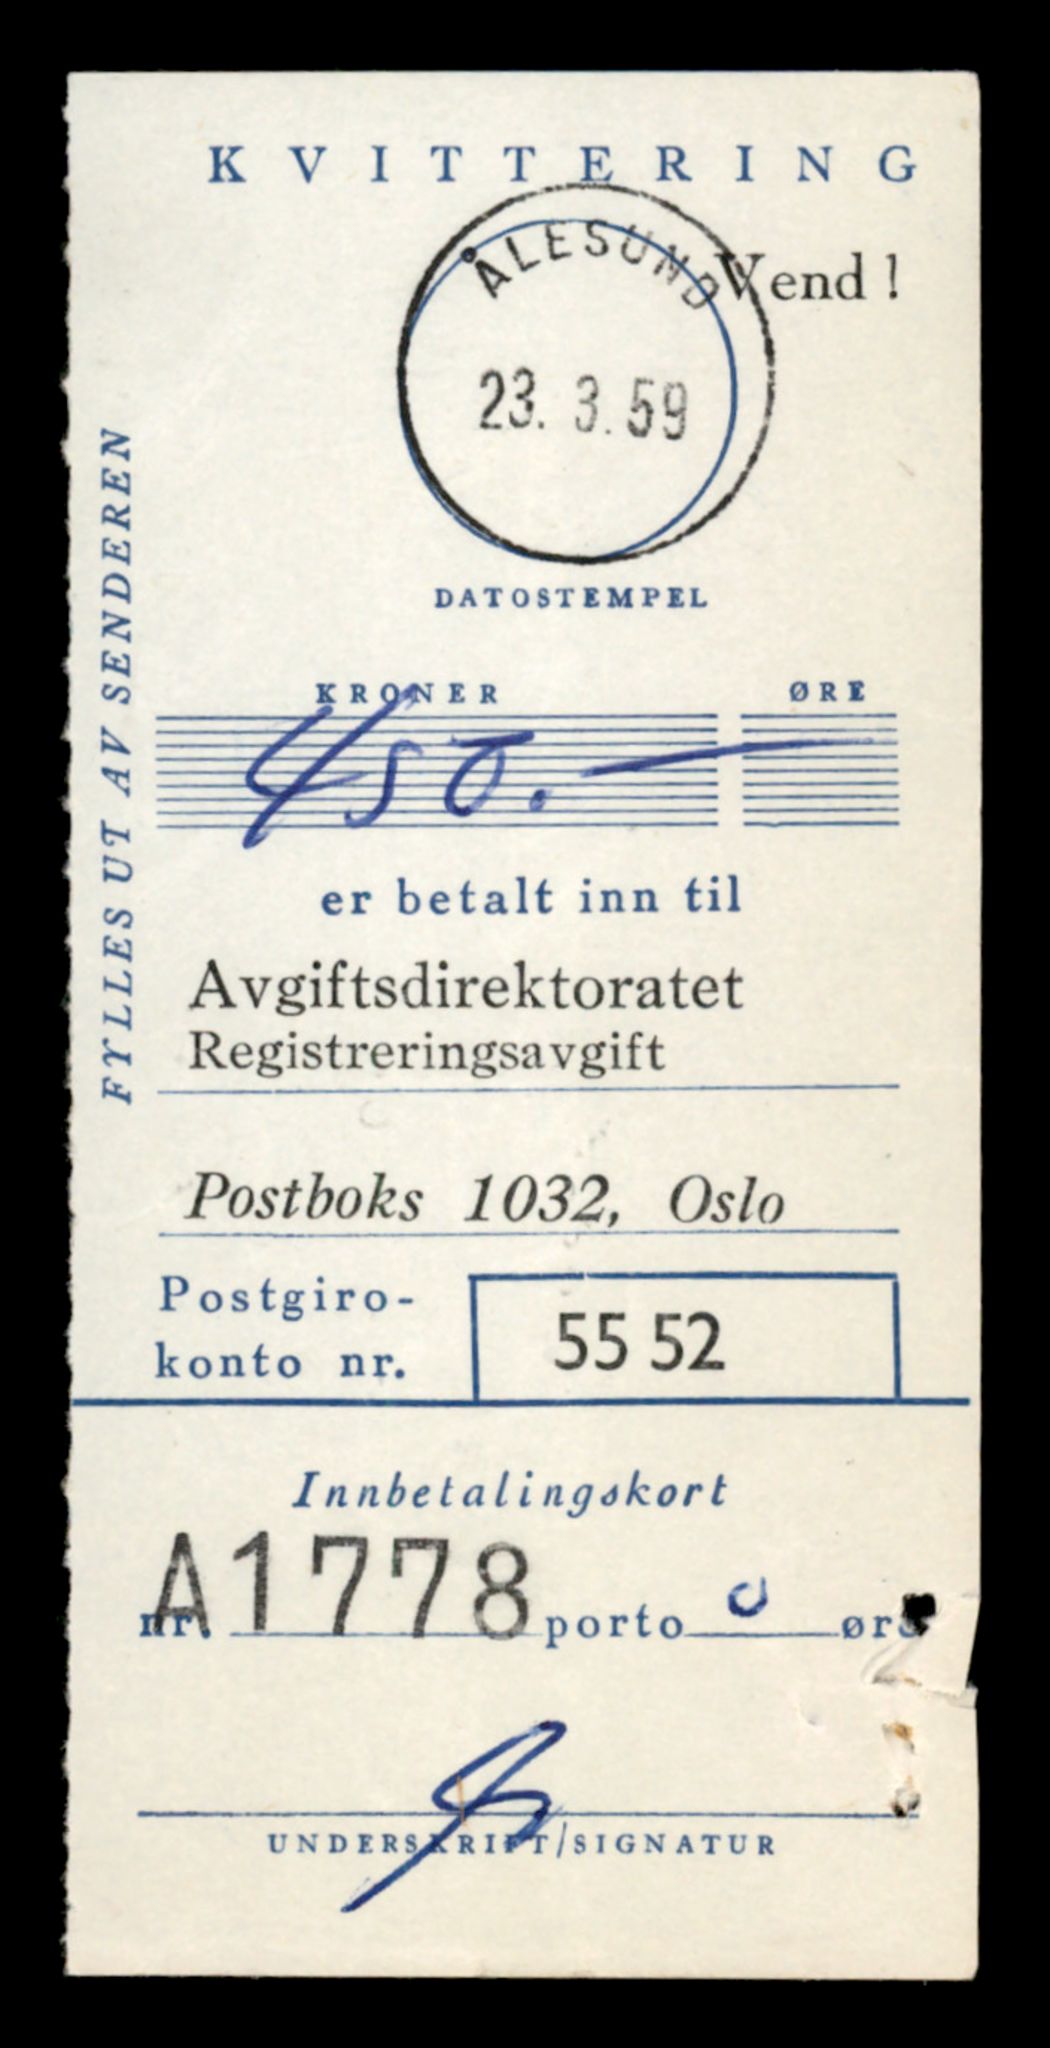 KVITTERING
ÅLESUND
Vend !
23. 3. 59
DATOSTEMPEL
FYLLES UT AV SENDEREN
KRONER ØRE
450. —
er betalt inn til
Avgiftsdirektoratet
Registreringsavgift
Postboks 1032, Oslo
Postgiro-
konto nr.
55 52
Innbetalingskort
nr. A1778 porto 0 øre
UNDERSKRIFT/SIGNATUR